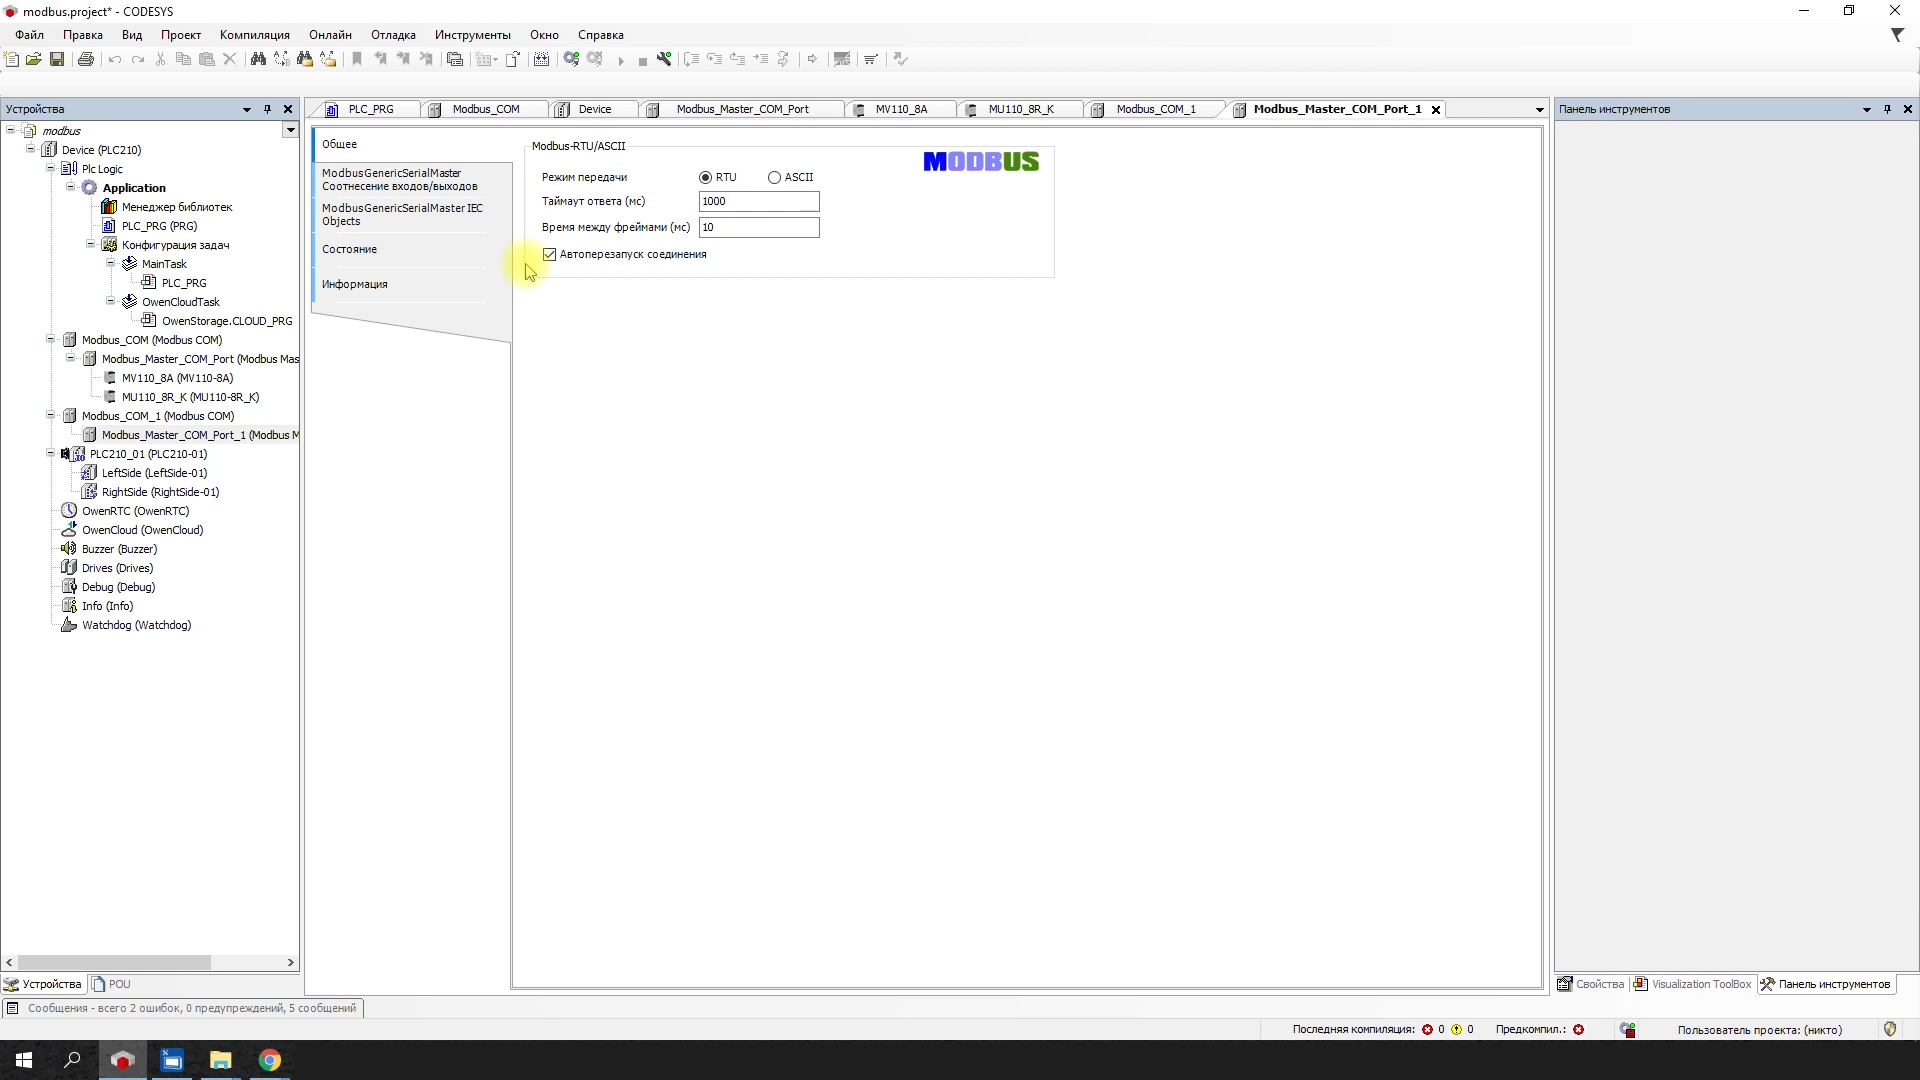 modbus.project* - CODESYS
Файл Правка Вид Проект Компиляция Онлайн Отладка Инструменты Окно Справка
Устройства
PLC_PRG Modbus_COM Device Modbus_Master_COM_Port MV110_8A MU110_8R_K Modbus_COM_1 Modbus_Master_COM_Port_1
Панель инструментов
modbus
Device (PLC210)
Plc Logic
Application
Менеджер библиотек
PLC_PRG (PRG)
Конфигурация задач
MainTask
PLC_PRG
OwenCloudTask
OwenStorage.CLOUD_PRG
Modbus_COM (Modbus COM)
Modbus_Master_COM_Port (Modbus Mas
MV110_8A (MV110-8A)
MU110_8R_K (MU110-8R_K)
Modbus_COM_1 (Modbus COM)
Modbus_Master_COM_Port_1 (Modbus M
PLC210_01 (PLC210-01)
LeftSide (LeftSide-01)
RightSide (RightSide-01)
OwenRTC (OwenRTC)
OwenCloud (OwenCloud)
Buzzer (Buzzer)
Drives (Drives)
Debug (Debug)
Info (Info)
Watchdog (Watchdog)
Общее
ModbusGenericSerialMaster
Соотнесение входов/выходов
ModbusGenericSerialMaster IEC
Objects
Состояние
Информация
Modbus-RTU/ASCII
MODBUS
Режим передачи RTU ASCII
Таймаут ответа (мс) 1000
Время между фреймами (мс) 10
Автоперезапуск соединения
Устройства POU
Свойства Visualization ToolBox Панель инструментов
Сообщения - всего 2 ошибок, 0 предупреждений, 5 сообщений
Последняя компиляция: 0 0 Предкомпил.: Пользователь проекта: (никто)